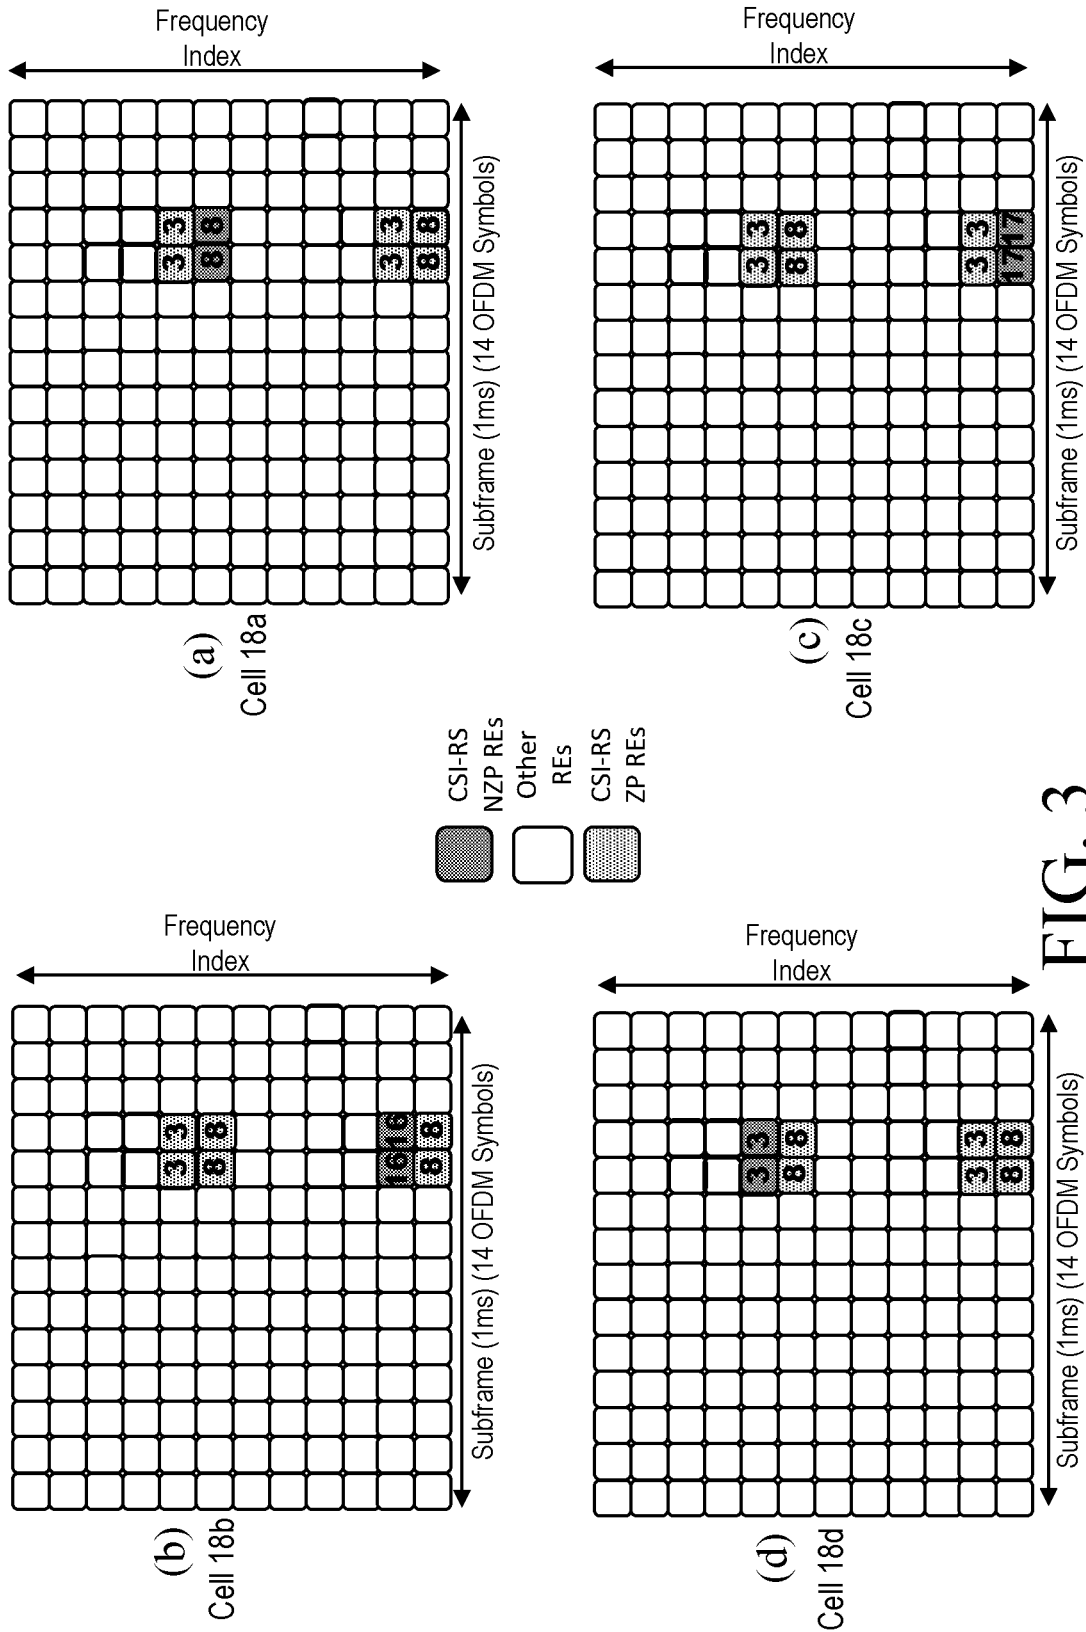 Frequency
Index
3 3
8 8
3 3
8 8
Subframe (1ms) (14 OFDM Symbols)
(a)
Cell 18a
Frequency
Index
3 3
8 8
3 3
17 17
Subframe (1ms) (14 OFDM Symbols)
(c)
Cell 18c
CSI-RS
NZP REs
Other
REs
CSI-RS
ZP REs
Frequency
Index
3 3
8 8
16 16
8 8
Subframe (1ms) (14 OFDM Symbols)
(b)
Cell 18b
Frequency
Index
3 3
8 8
3 3
8 8
Subframe (1ms) (14 OFDM Symbols)
(d)
Cell 18d
FIG. 3